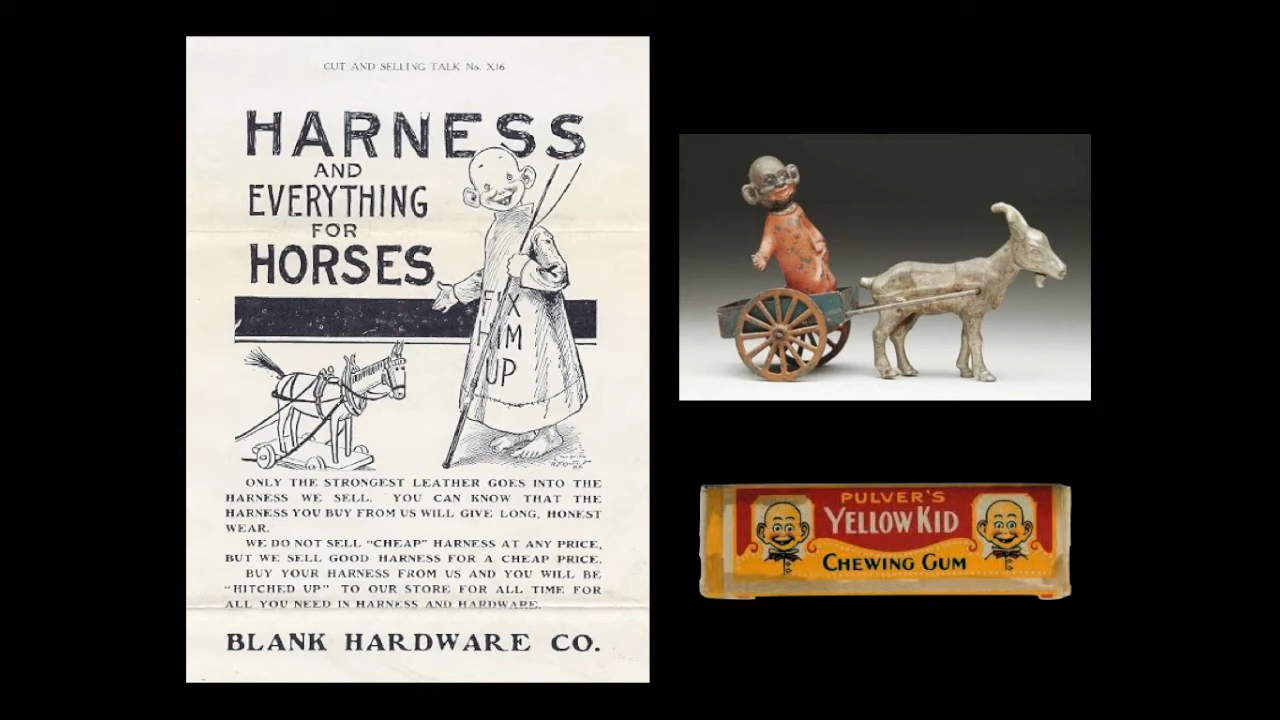 CUT AND SELLING TALK No. X16
HARNESS
AND
EVERYTHING
FOR
HORSES
FIX
HIM
UP
ONLY THE STRONGEST LEATHER GOES INTO THE
HARNESS WE SELL. YOU CAN KNOW THAT THE
HARNESS YOU BUY FROM US WILL GIVE LONG, HONEST
WEAR.
WE DO NOT SELL "CHEAP" HARNESS AT ANY PRICE,
BUT WE SELL GOOD HARNESS FOR A CHEAP PRICE.
BUY YOUR HARNESS FROM US AND YOU WILL BE
"HITCHED UP" TO OUR STORE FOR ALL TIME FOR
ALL YOU NEED IN HARNESS AND HARDWARE.
BLANK HARDWARE CO.
PULVER'S
YELLOW KID
CHEWING GUM